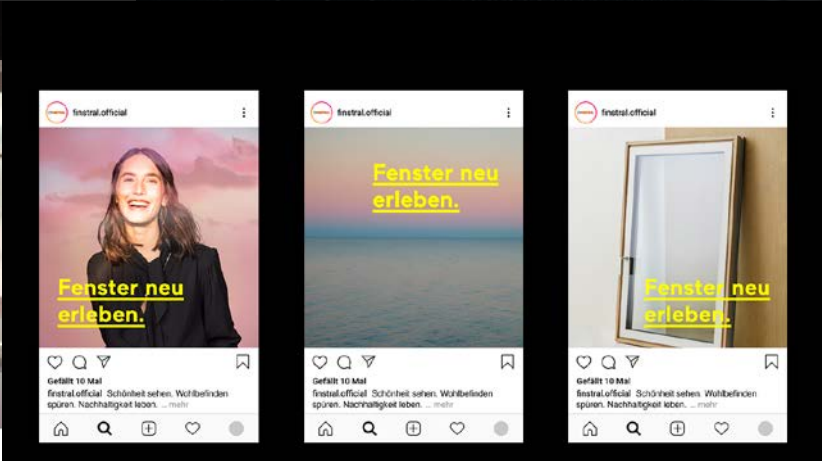 finstral.official
Fenster neu
erleben.
Gefällt 10 Mal
finstral.official Schönheit sehen. Wohlbefinden
spüren. Nachhaltigkeit leben. ... mehr
finstral.official
Fenster neu
erleben.
Gefällt 10 Mal
finstral.official Schönheit sehen. Wohlbefinden
spüren. Nachhaltigkeit leben. ... mehr
finstral.official
Fenster neu
erleben.
Gefällt 10 Mal
finstral.official Schönheit sehen. Wohlbefinden
spüren. Nachhaltigkeit leben. ... mehr